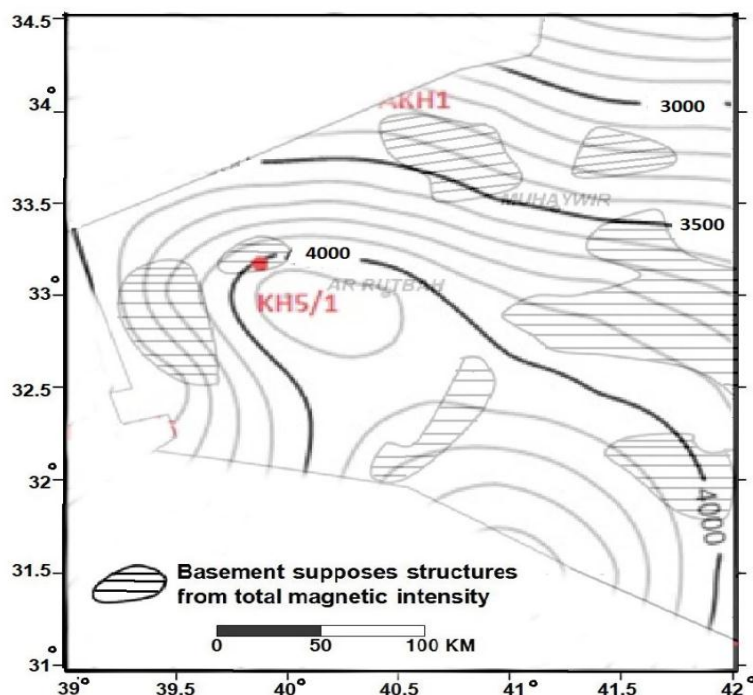 34.5
34°
33.5
33°
32.5
32°
31.5
31°
AKH1
3000
MUHAYWIR
3500
4000
AR RUTBAH
KH5/1
4000
Basement supposes structures
from total magnetic intensity
0 50 100 KM
39° 39.5 40° 40.5 41° 41.5 42°